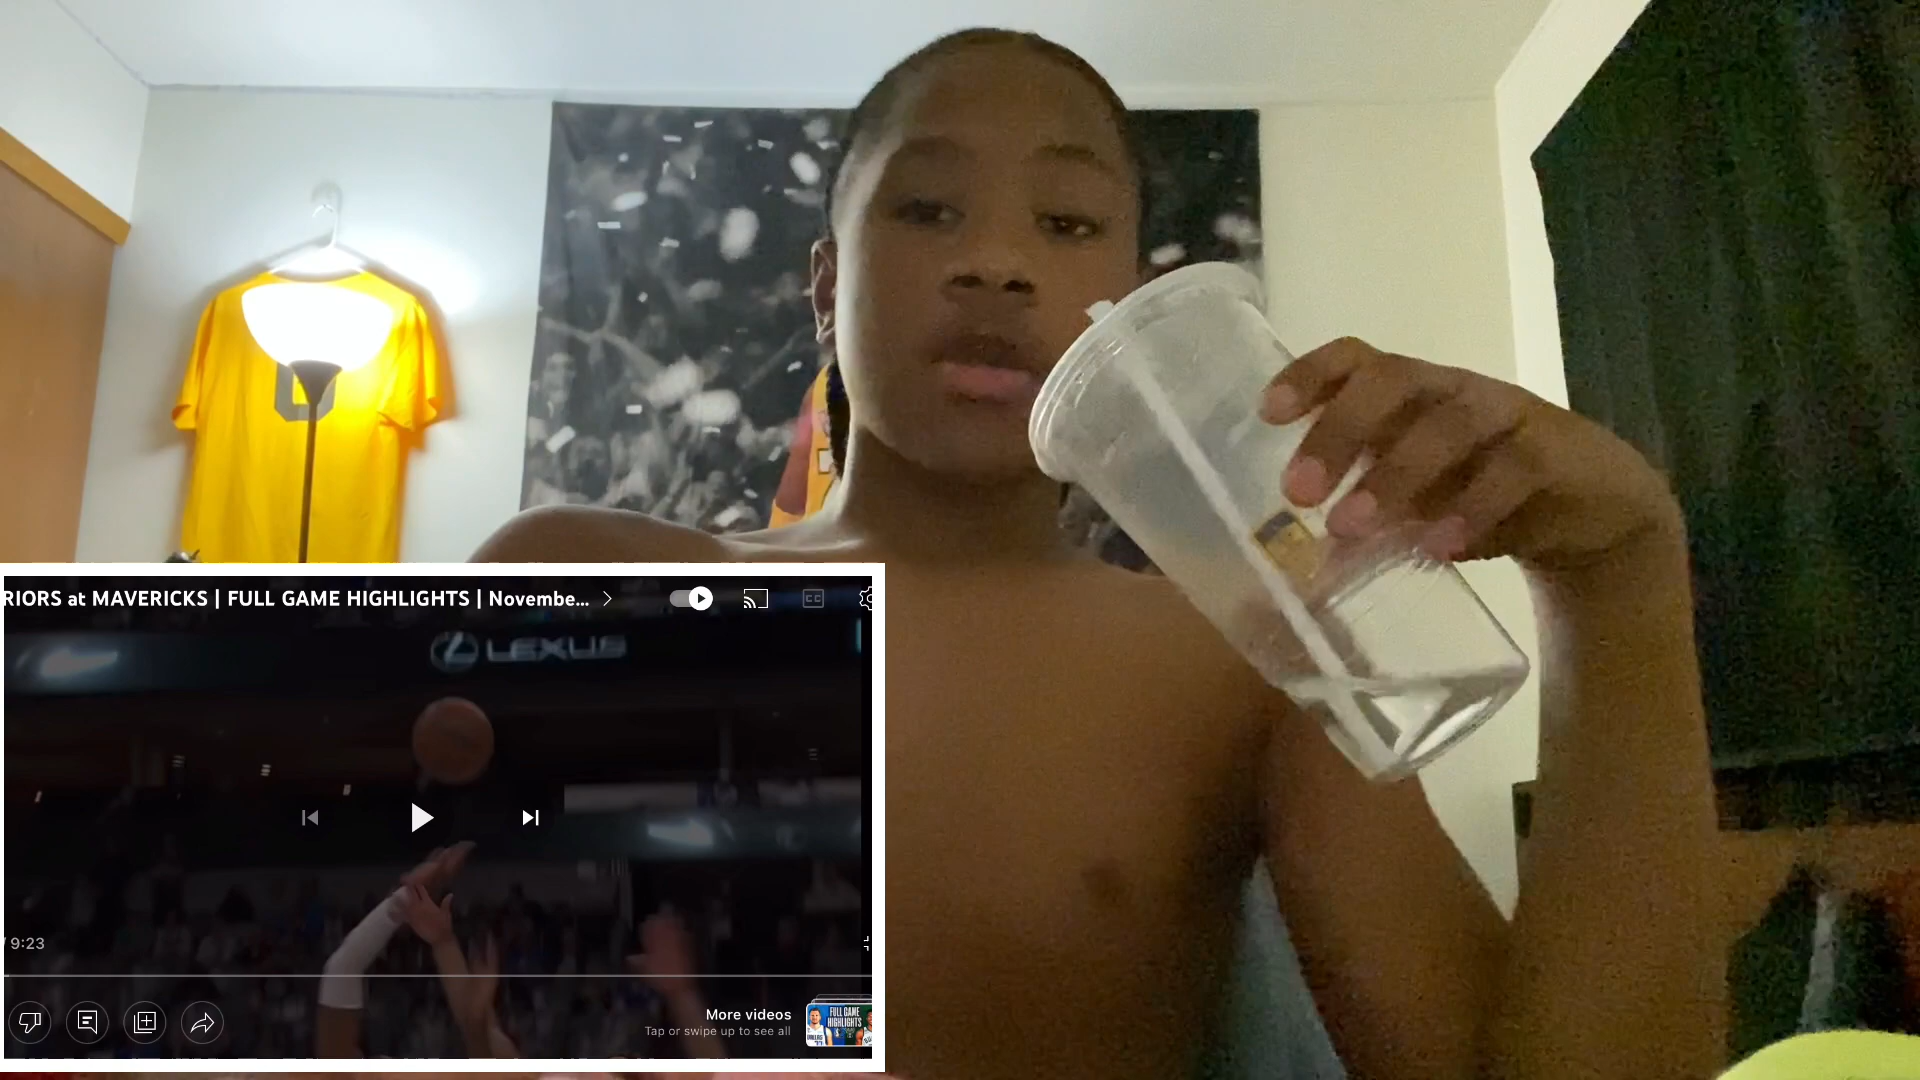 RIORS at MAVERICKS | FULL GAME HIGHLIGHTS | Novembe...
CC
LEXUS
/ 9:23
More videos
Tap or swipe up to see all
FULL GAME
HIGHLIGHTS